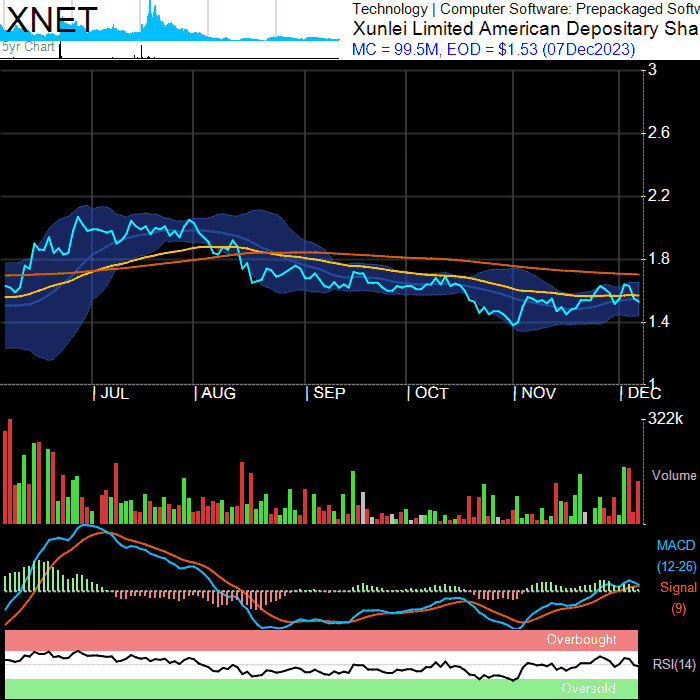 XNET
5yr Chart
Technology | Computer Software: Prepackaged Softw
Xunlei Limited American Depositary Sha
MC = 99.5M, EOD = $1.53 (07Dec2023)
3
2.6
2.2
1.8
1.4
1
JUL AUG SEP OCT NOV DEC
322k
Volume
MACD
(12-26)
Signal
(9)
Overbought
RSI(14)
Oversold